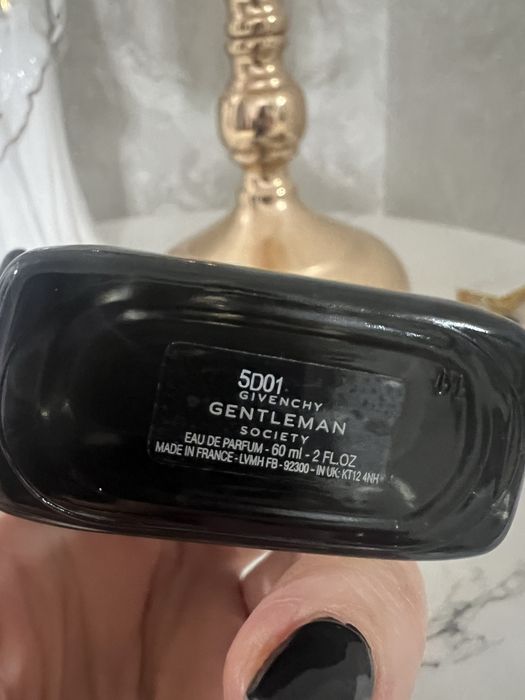 5D01
GIVENCHY
GENTLEMAN
SOCIETY
EAU DE PARFUM - 60 ml - 2 FL.OZ
MADE IN FRANCE - LVMH FB - 92300 - IN UK: KT12 4NH